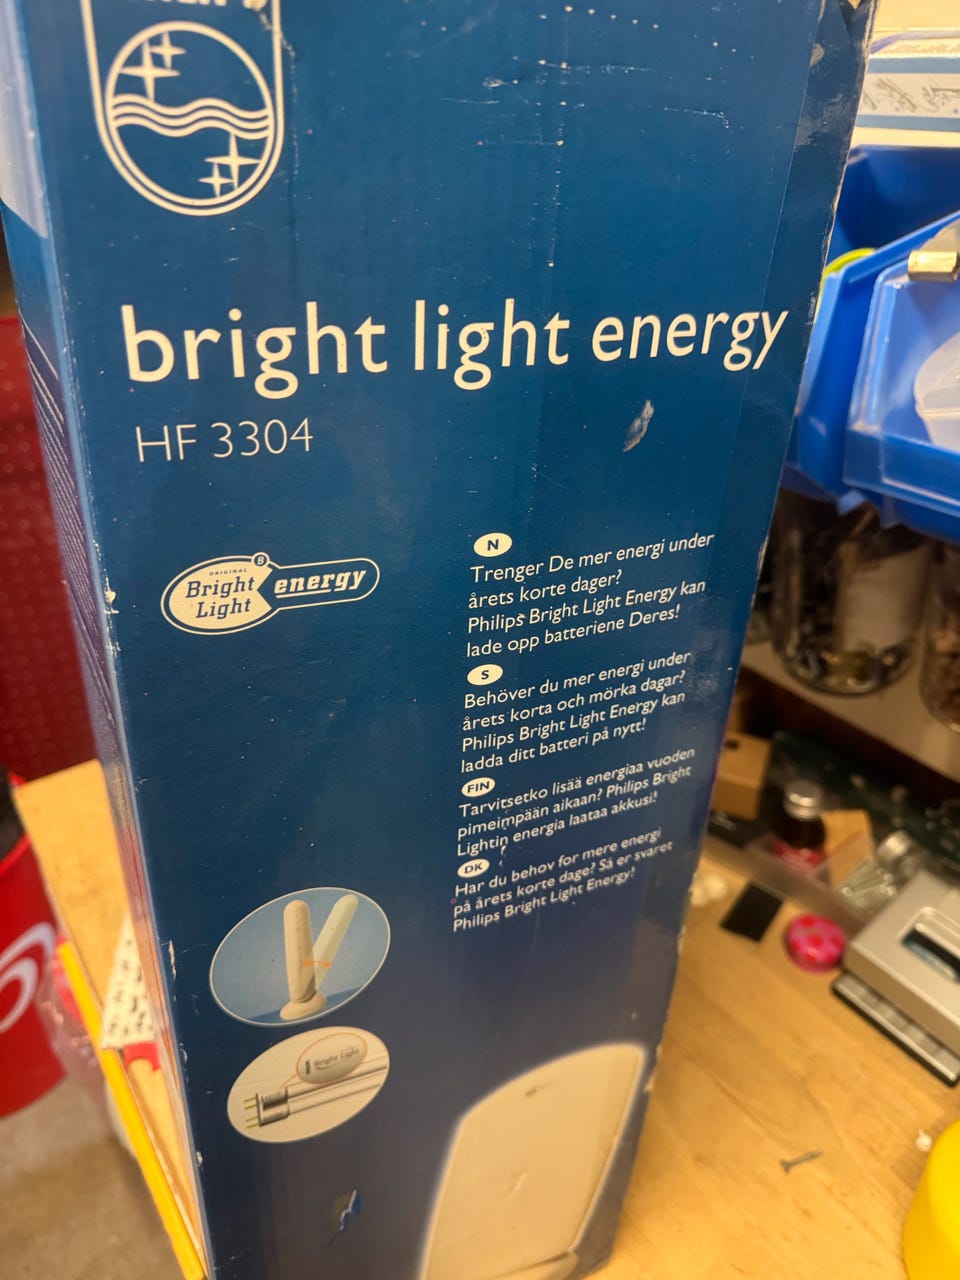 bright light energy
HF 3304
ORIGINAL
B
Bright
Light
energy
N
Trenger De mer energi under
årets korte dager?
Philips Bright Light Energy kan
lade opp batteriene Deres!
S
Behöver du mer energi under
årets korta och mörka dagar?
Philips Bright Light Energy kan
ladda ditt batteri på nytt!
FIN
Tarvitsetko lisää energiaa vuoden
pimeimpään aikaan? Philips Bright
Lightin energia laataa akkusi!
DK
Har du behov for mere energi
på årets korte dage? Så er svaret
Philips Bright Light Energy!
Bright Light